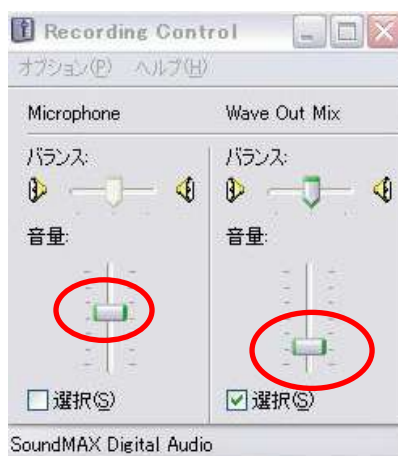 Recording Control
オプション(P) ヘルプ(H)
Microphone Wave Out Mix
バランス: バランス:
音量: 音量:
選択(S) 選択(S)
SoundMAX Digital Audio